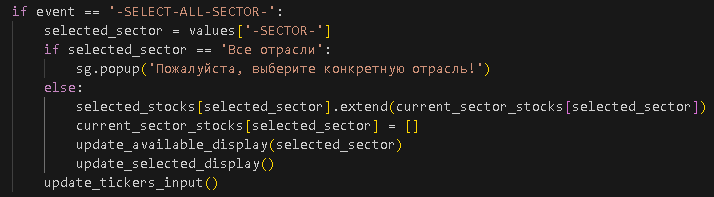 if event == '-SELECT-ALL-SECTOR-':
    selected_sector = values['-SECTOR-']
    if selected_sector == 'Все отрасли':
        sg.popup('Пожалуйста, выберите конкретную отрасль!')
    else:
        selected_stocks[selected_sector].extend(current_sector_stocks[selected_sector])
        current_sector_stocks[selected_sector] = []
        update_available_display(selected_sector)
        update_selected_display()
    update_tickers_input()